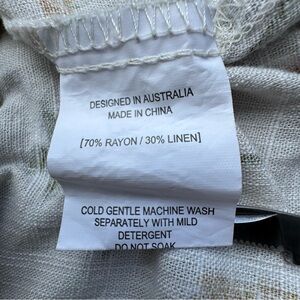 DESIGNED IN AUSTRALIA
MADE IN CHINA
[70% RAYON / 30% LINEN]
COLD GENTLE MACHINE WASH
SEPARATELY WITH MILD
DETERGENT
DO NOT SOAK